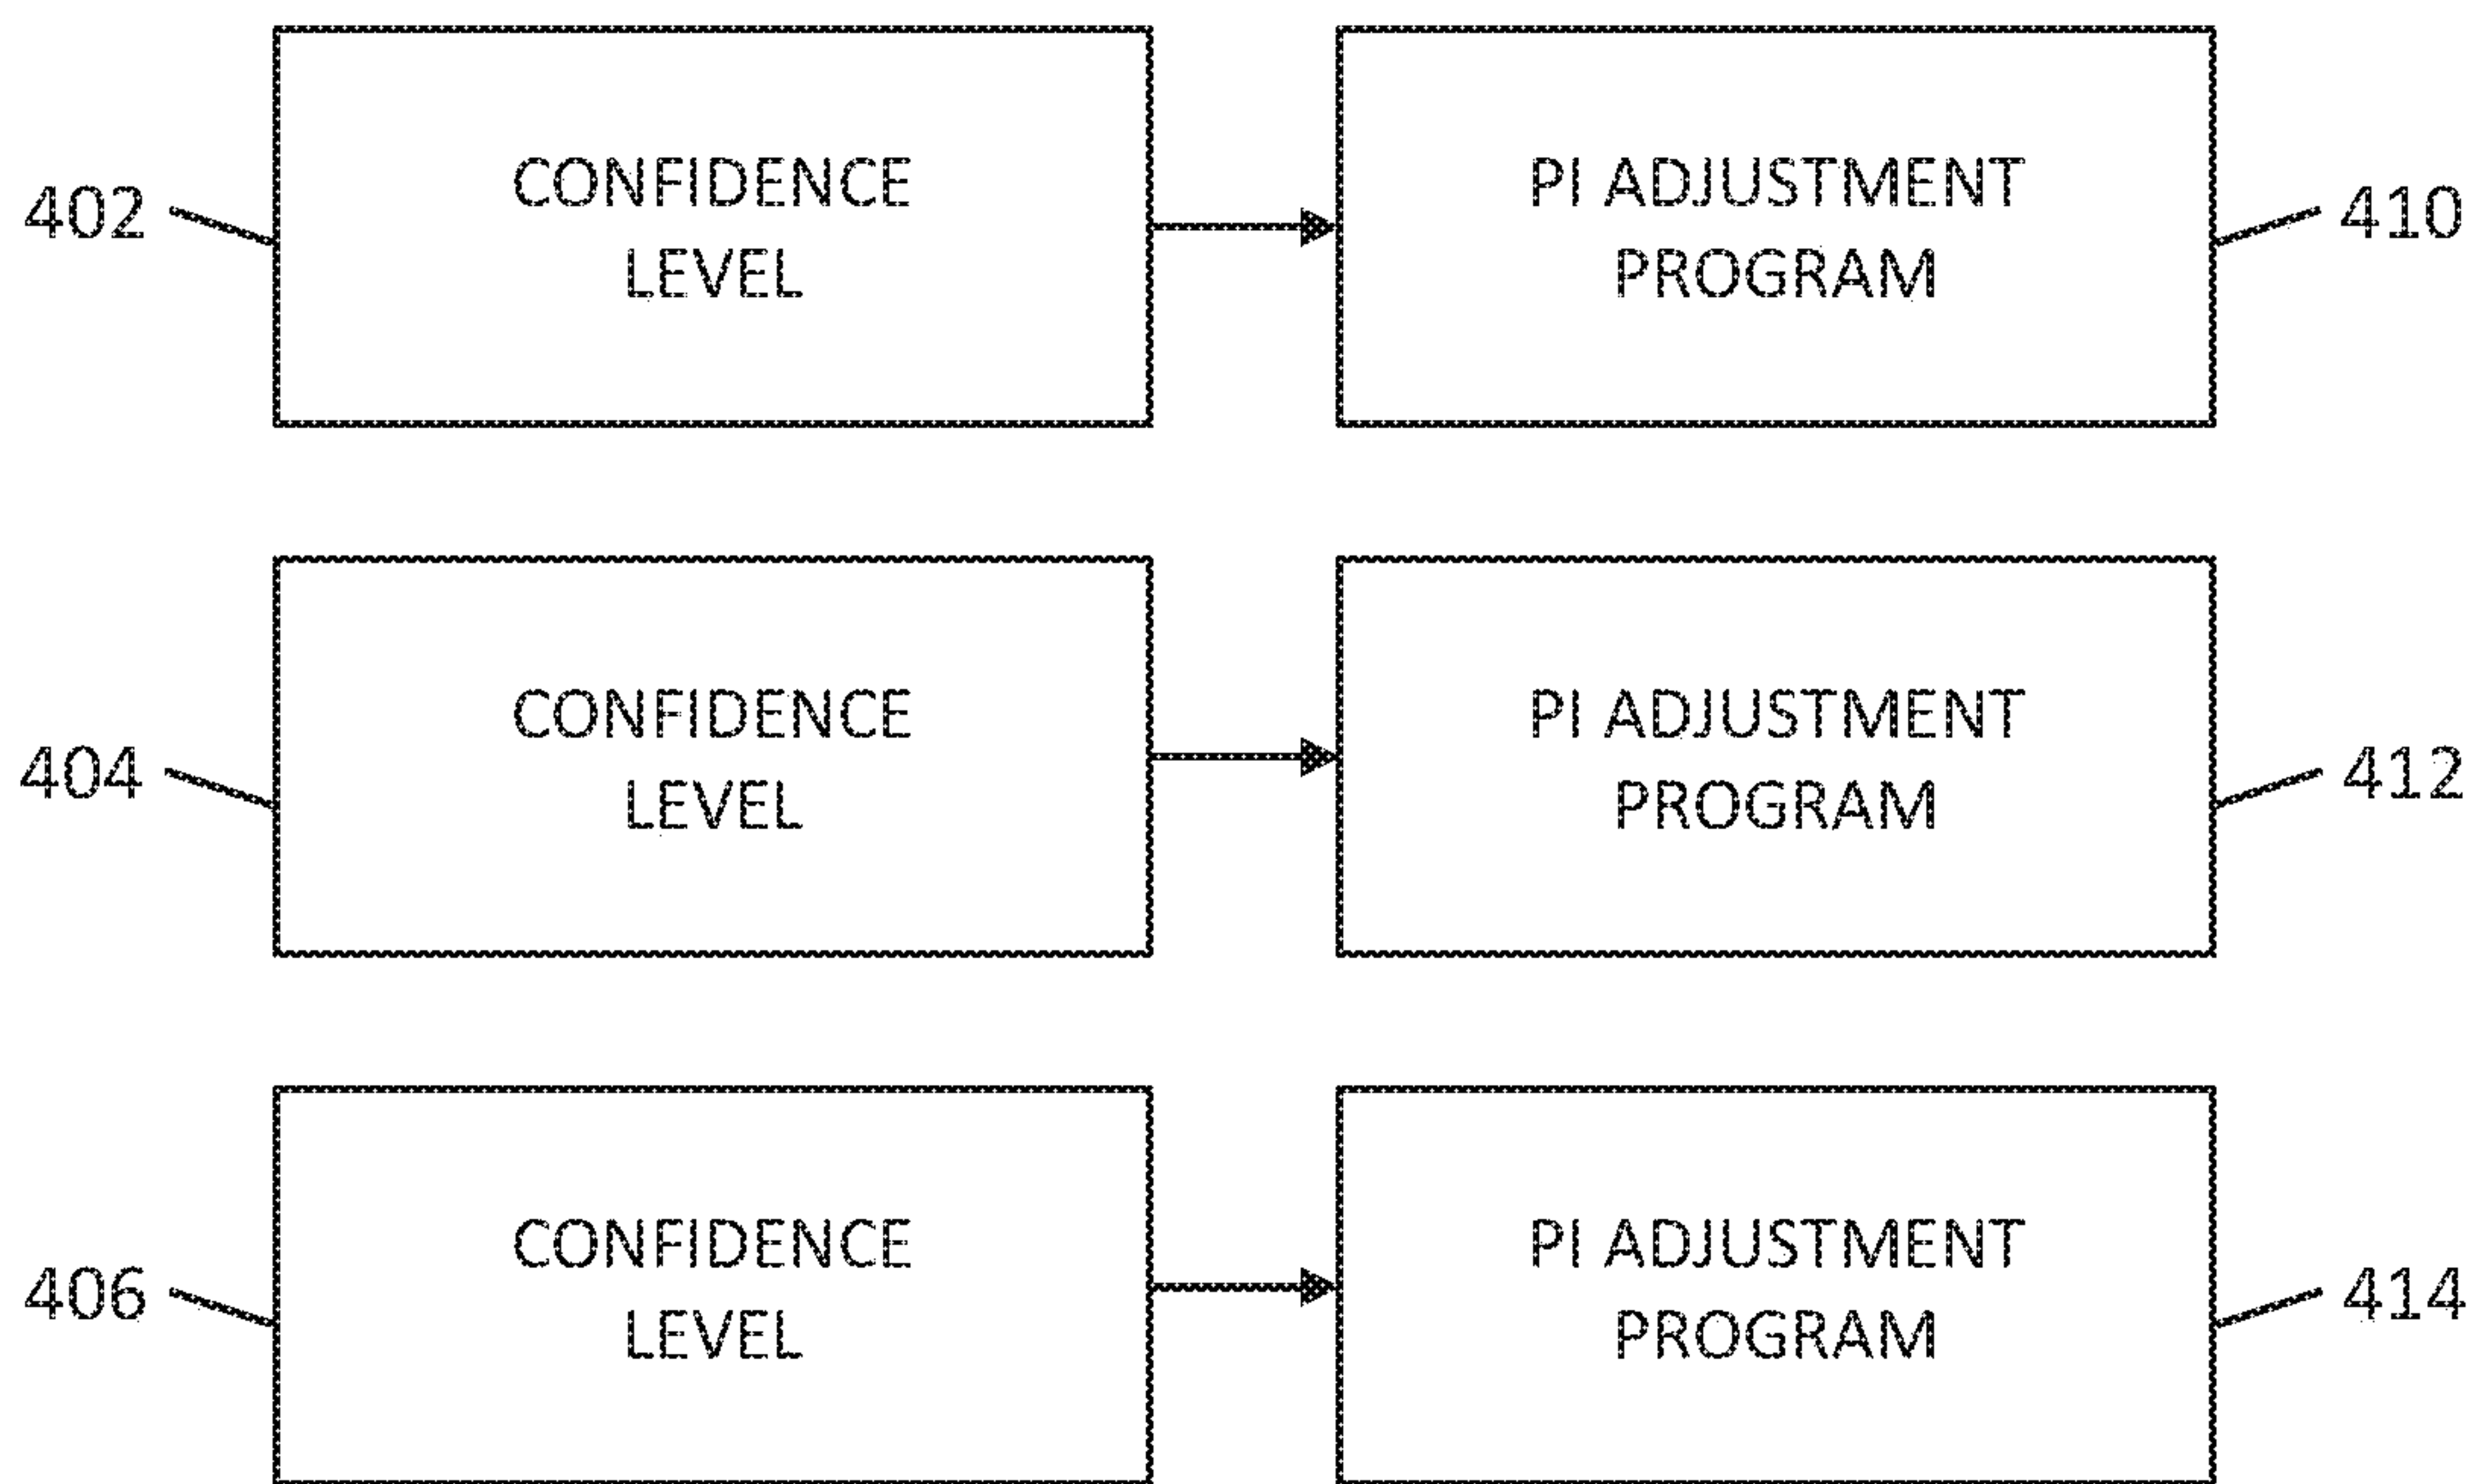 402
CONFIDENCE
LEVEL
PI ADJUSTMENT
PROGRAM
410
404
CONFIDENCE
LEVEL
PI ADJUSTMENT
PROGRAM
412
406
CONFIDENCE
LEVEL
PI ADJUSTMENT
PROGRAM
414